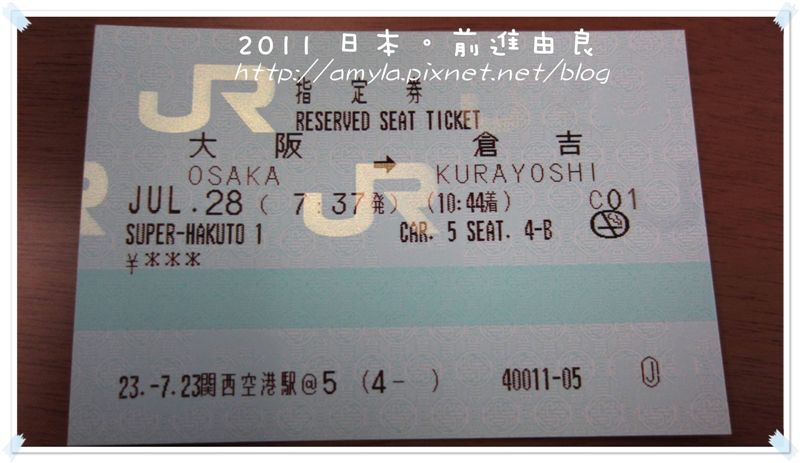 2011 日本。前進由良
http://amyla.pixnet.net/blog
JR
指定券
RESERVED SEAT TICKET
大阪 → 倉吉
OSAKA KURAYOSHI
JR
JUL.28 ( 7:37発) (10:44着) C01
SUPER-HAKUTO 1 CAR. 5 SEAT. 4-B
¥***
23.-7.23関西空港駅@5 (4- ) 40011-05 J